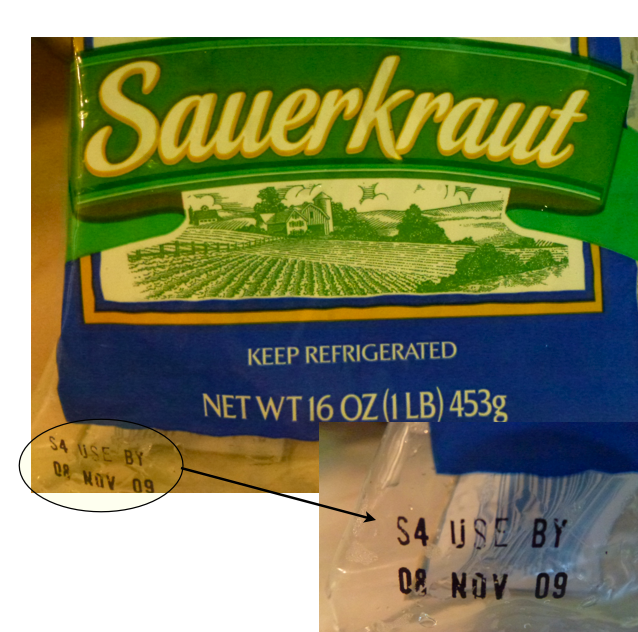 Sauerkraut
KEEP REFRIGERATED
NET WT 16 OZ (1 LB) 453g
S4 USE BY
08 NOV 09
S4 USE BY
08 NOV 09